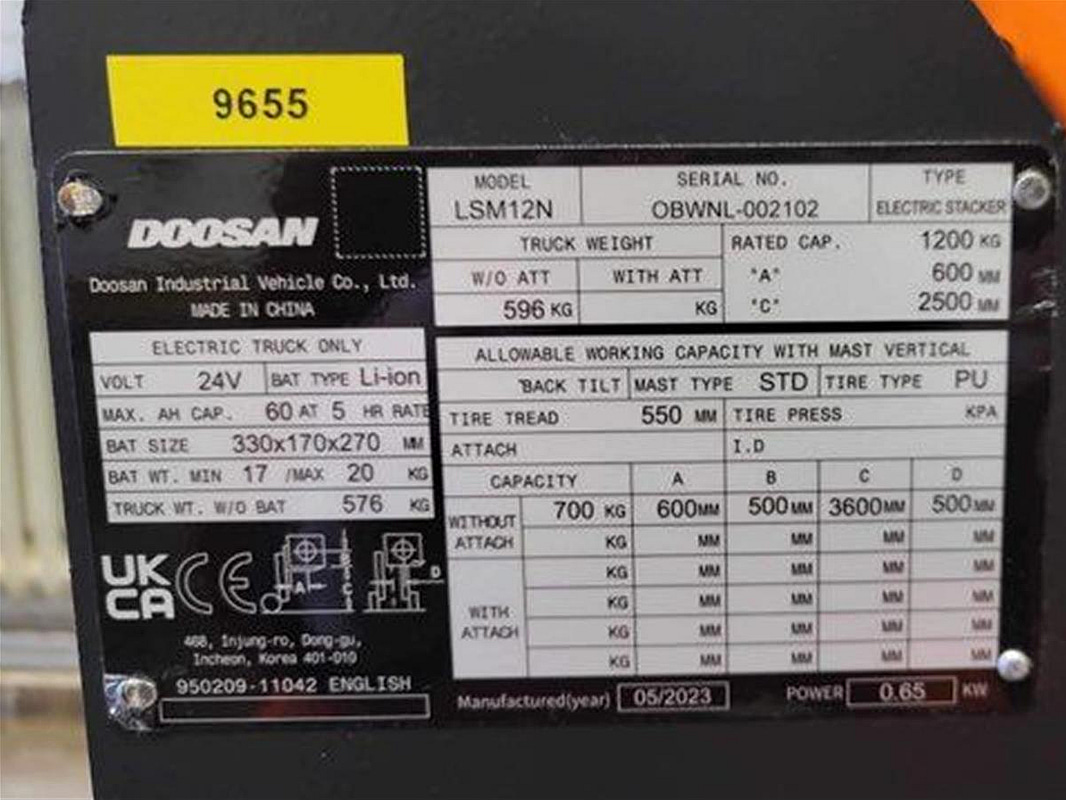 9655
DOOSAN
Doosan Industrial Vehicle Co., Ltd.
MADE IN CHINA
MODEL SERIAL NO. TYPE
LSM12N OBWNL-002102 ELECTRIC STACKER
TRUCK WEIGHT RATED CAP. 1200 KG
W/O ATT WITH ATT "A" 600 MM
596 KG KG "C" 2500 MM
ELECTRIC TRUCK ONLY
VOLT 24V BAT TYPE Li-ion
MAX. AH CAP. 60 AT 5 HR RATE
BAT SIZE 330x170x270 MM
BAT WT. MIN 17 /MAX 20 KG
TRUCK WT. W/O BAT 576 KG
ALLOWABLE WORKING CAPACITY WITH MAST VERTICAL
°BACK TILT MAST TYPE STD TIRE TYPE PU
TIRE TREAD 550 MM TIRE PRESS KPA
ATTACH I.D
CAPACITY A B C D
WITHOUT ATTACH 700 KG 600MM 500MM 3600MM 500MM
KG MM MM MM MM
WITH ATTACH KG MM MM MM MM
KG MM MM MM MM
KG MM MM MM MM
KG MM MM MM MM
A C D
UK
CA CE
468, Injung-ro, Dong-gu,
Incheon, Korea 401-010
950209-11042 ENGLISH
Manufactured(year) 05/2023 POWER 0.65 KW